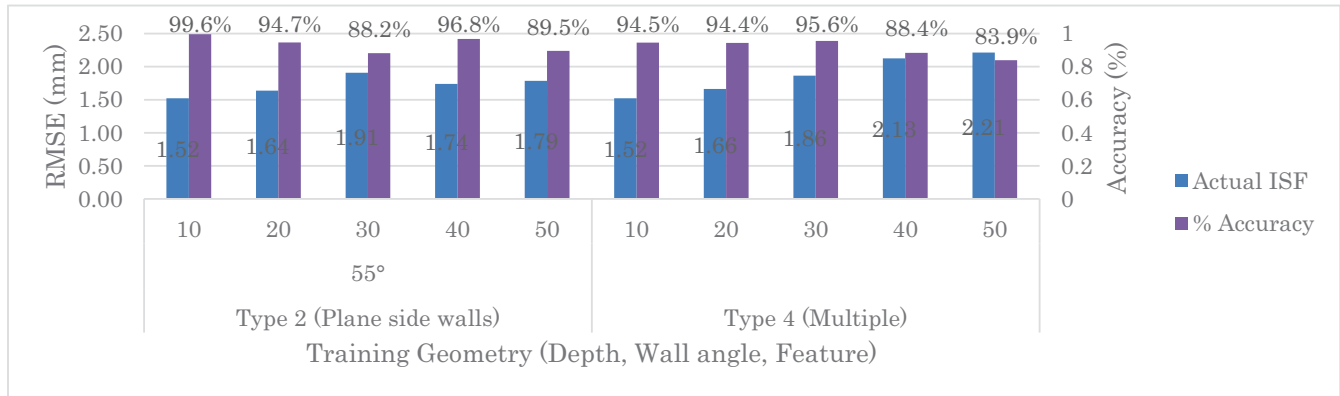 99.6% 94.7% 88.2% 96.8% 89.5% 94.5% 94.4% 95.6% 88.4% 83.9%
RMSE (mm)
2.50
2.00
1.50
1.00
0.50
0.00
1.52 1.64 1.91 1.74 1.79 1.52 1.66 1.86 2.13 2.21
1
0.8
0.6
0.4
0.2
0
Accuracy (%)
Actual ISF
% Accuracy
10 20 30 40 50 10 20 30 40 50
55°
Type 2 (Plane side walls) Type 4 (Multiple)
Training Geometry (Depth, Wall angle, Feature)